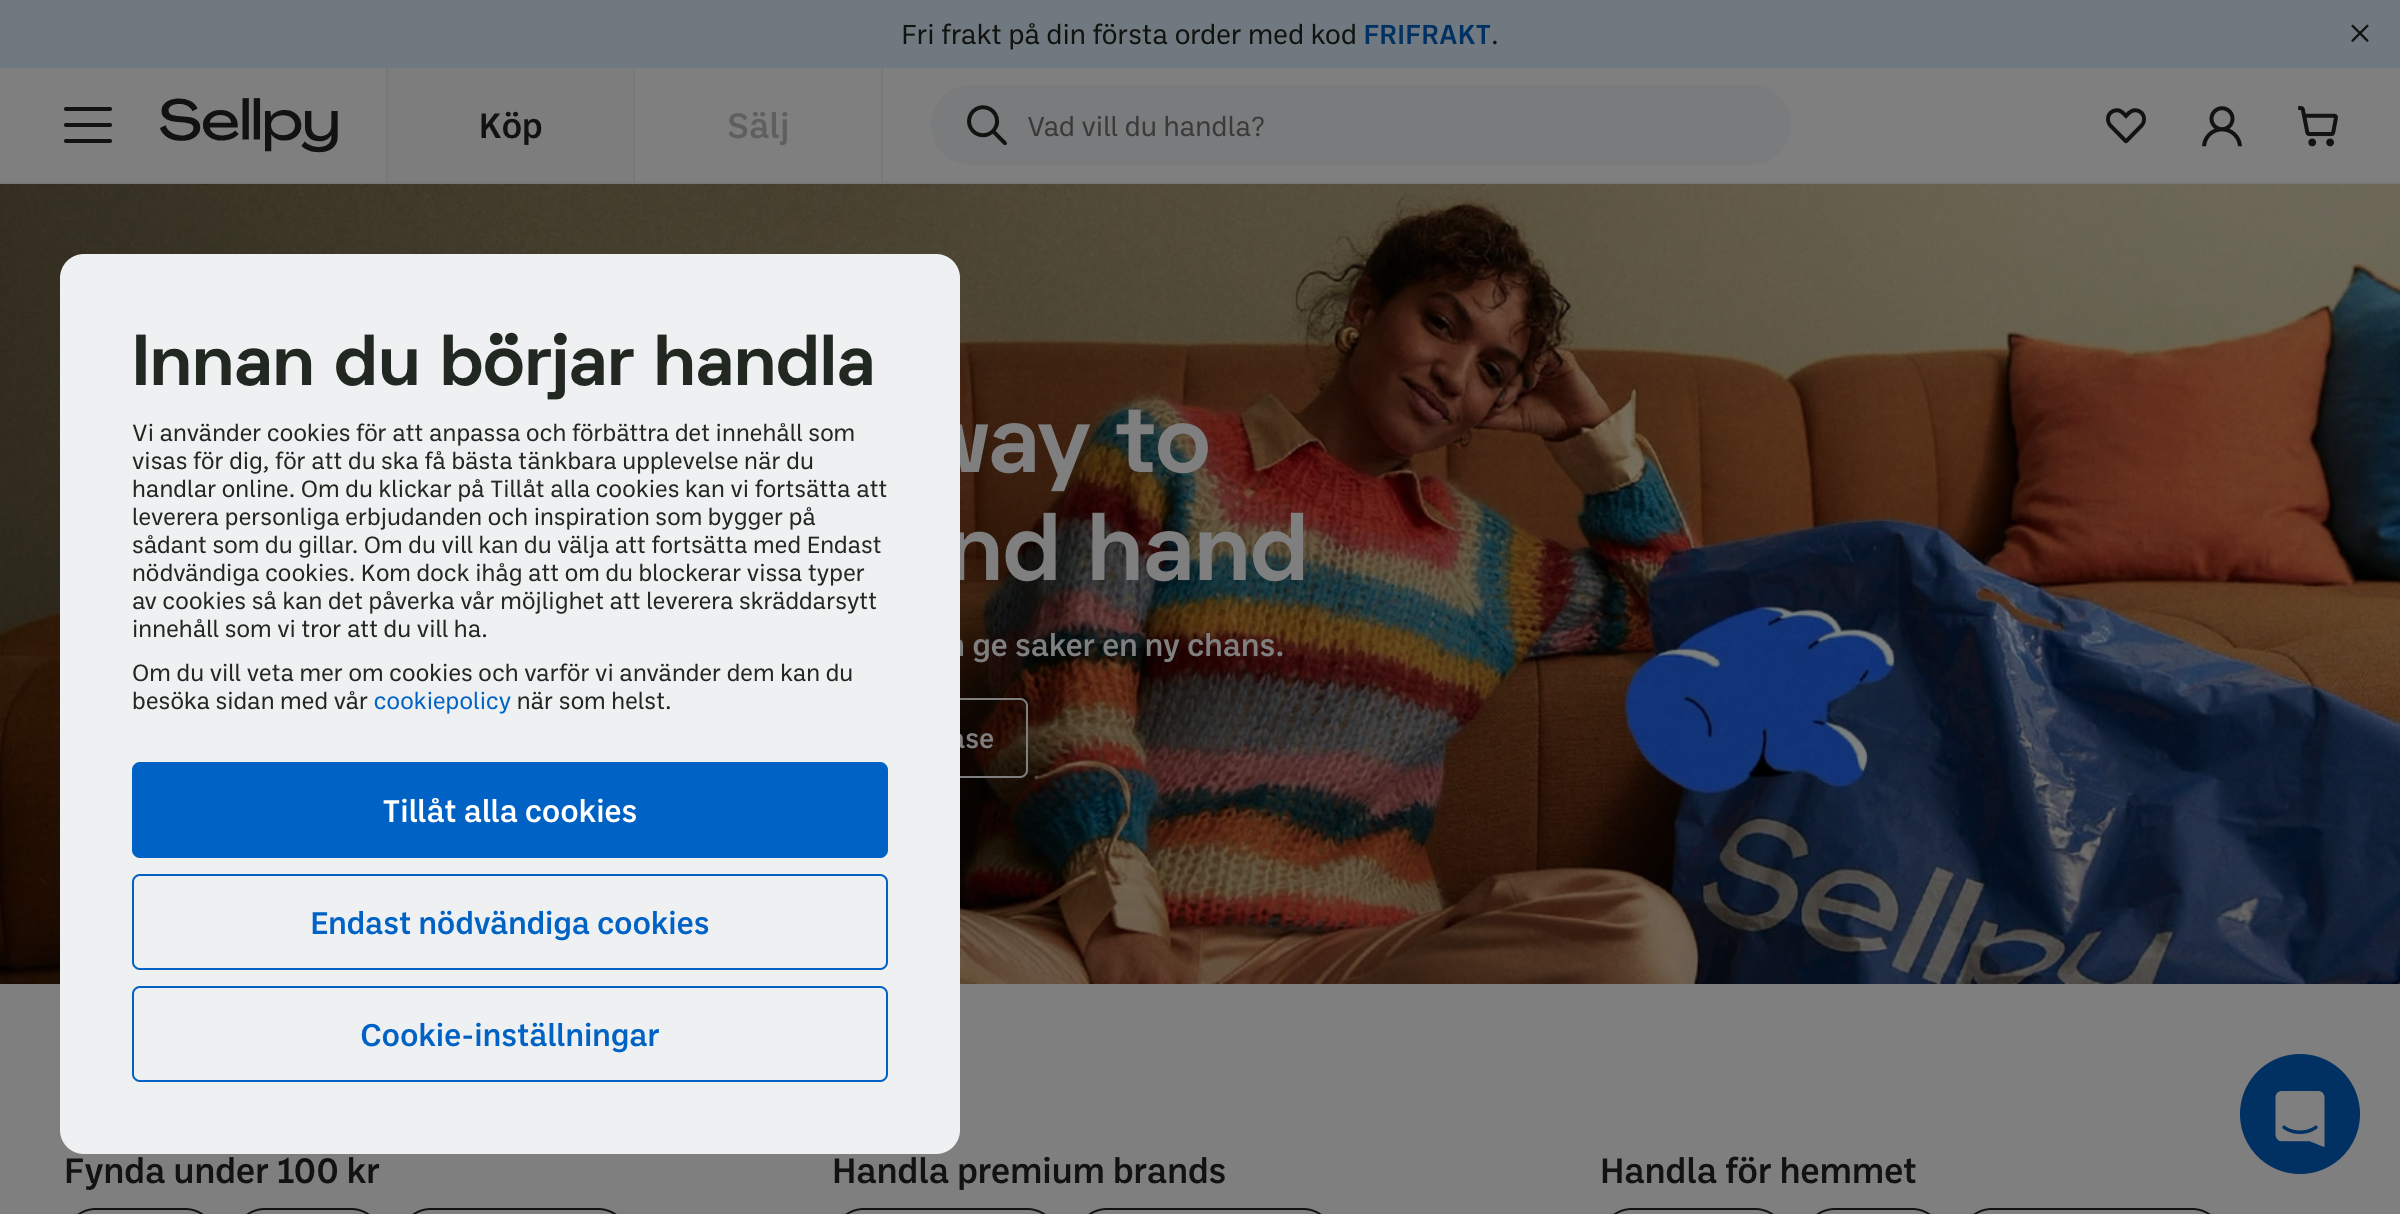 Fri frakt på din första order med kod FRIFRAKT.
Sellpy
Köp
Sälj
Vad vill du handla?
Innan du börjar handla
Vi använder cookies för att anpassa och förbättra det innehåll som
visas för dig, för att du ska få bästa tänkbara upplevelse när du
handlar online. Om du klickar på Tillåt alla cookies kan vi fortsätta att
leverera personliga erbjudanden och inspiration som bygger på
sådant som du gillar. Om du vill kan du välja att fortsätta med Endast
nödvändiga cookies. Kom dock ihåg att om du blockerar vissa typer
av cookies så kan det påverka vår möjlighet att leverera skräddarsytt
innehåll som vi tror att du vill ha.
Om du vill veta mer om cookies och varför vi använder dem kan du
besöka sidan med vår cookiepolicy när som helst.
Tillåt alla cookies
Endast nödvändiga cookies
Cookie-inställningar
to
hand
ge saker en ny chans.
Sellpy
Fynda under 100 kr
Handla premium brands
Handla för hemmet